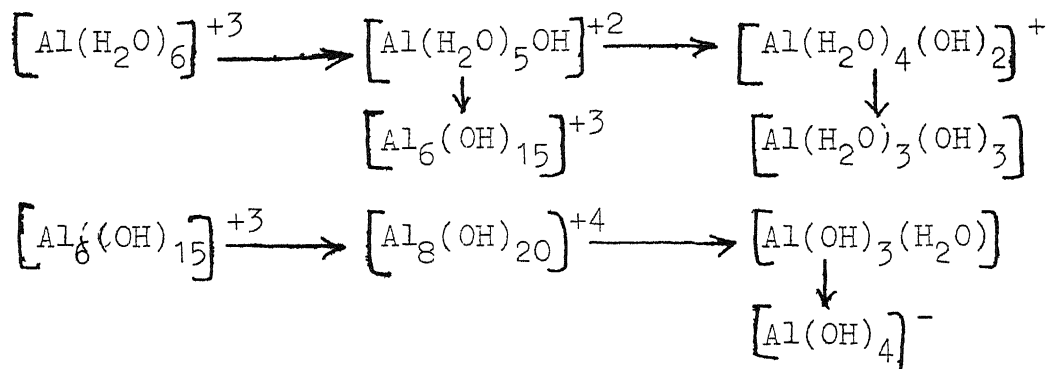 [Al(H₂O)₆]⁺³ ⟶ [Al(H₂O)₅OH]⁺² ⟶ [Al(H₂O)₄(OH)₂]⁺
↓ ↓
[Al₆(OH)₁₅]⁺³ [Al(H₂O)₃(OH)₃]
[Al₆(OH)₁₅]⁺³ ⟶ [Al₈(OH)₂₀)⁺⁴ ⟶ [Al(OH)₃(H₂O)]
↓
[Al(OH)₄)⁻